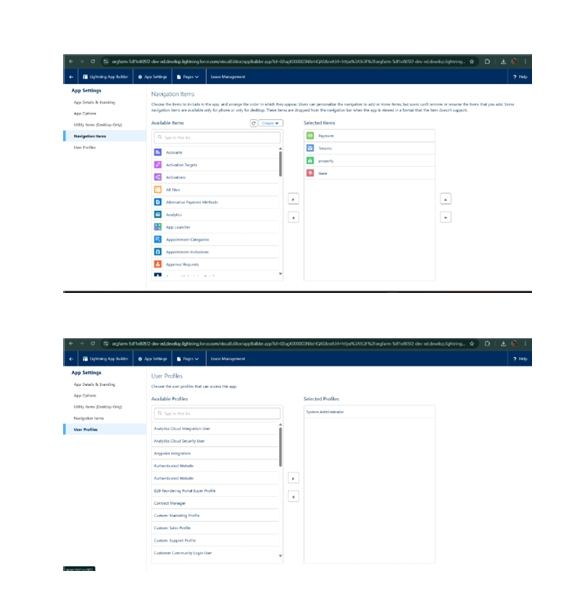 Lightning App Builder App Settings Pages Lease Management ? Help
App Settings
App Details & Branding
App Options
Utility Items (Desktop Only)
Navigation Items
User Profiles
Navigation Items
Choose the items to include in the app, and arrange the order in which they appear. Users can personalize the navigation to add or move items, but users can't remove or rename the items that you add. Some
navigation items are available only for phone or only for desktop. These items are dropped from the navigation bar when the app is viewed in a format that the item doesn't support.
Available Items
Create
Type to filter list
Accounts
Activation Targets
Activations
All Sites
Alternative Payment Methods
Analytics
App Launcher
Appointment Categories
Appointment Invitations
Approval Requests
Selected Items
Payment
Tenants
property
lease
Lightning App Builder App Settings Pages Lease Management ? Help
App Settings
App Details & Branding
App Options
Utility Items (Desktop Only)
Navigation Items
User Profiles
User Profiles
Choose the user profiles that can access the app.
Available Profiles
Type to filter list
Analytics Cloud Integration User
Analytics Cloud Security User
Anypoint Integration
Authenticated Website
Authenticated Website
B2B Reordering Portal Buyer Profile
Contract Manager
Custom: Marketing Profile
Custom: Sales Profile
Custom: Support Profile
Customer Community Login User
Selected Profiles
System Administrator